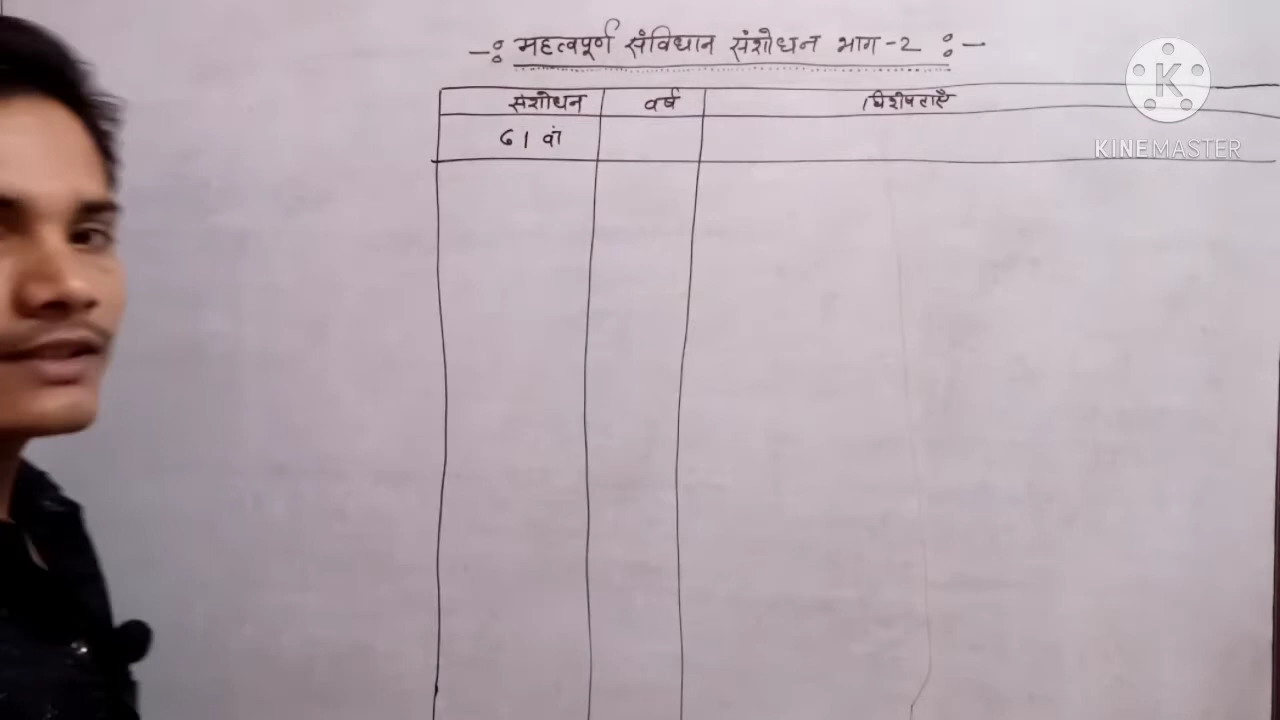 -: महत्वपूर्ण संविधान संशोधन भाग-2 :-
संशोधन वर्ष विशेषताएँ
61 वां
K
KINEMASTER